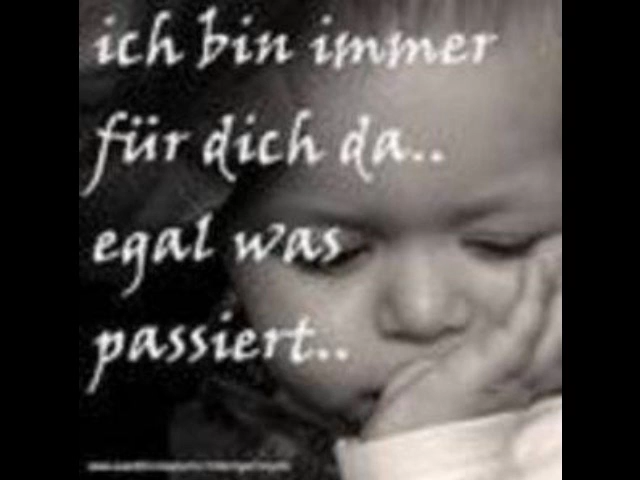 ich bin immer
für dich da..
egal was
passiert..